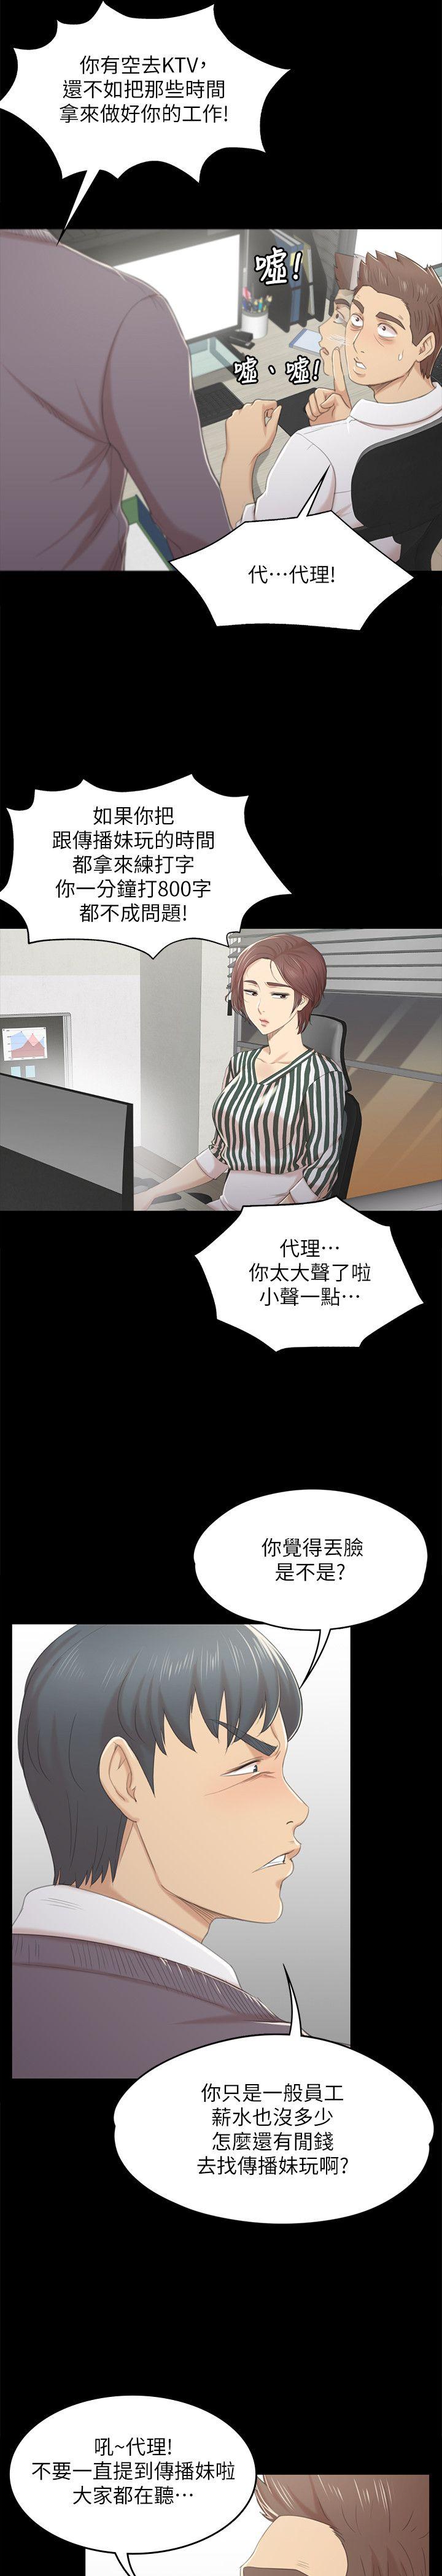 你有空去KTV，
還不如把那些時間
拿來做好你的工作!
噓!
噓、噓!
代…代理!
如果你把
跟傳播妹玩的時間
都拿來練打字
你一分鐘打800字
都不成問題!
代理…
你太大聲了啦
小聲一點…
你覺得丟臉
是不是?
你只是一般員工
薪水也沒多少
怎麼還有閒錢
去找傳播妹玩啊?
吼~代理!
不要一直提到傳播妹啦
大家都在聽…